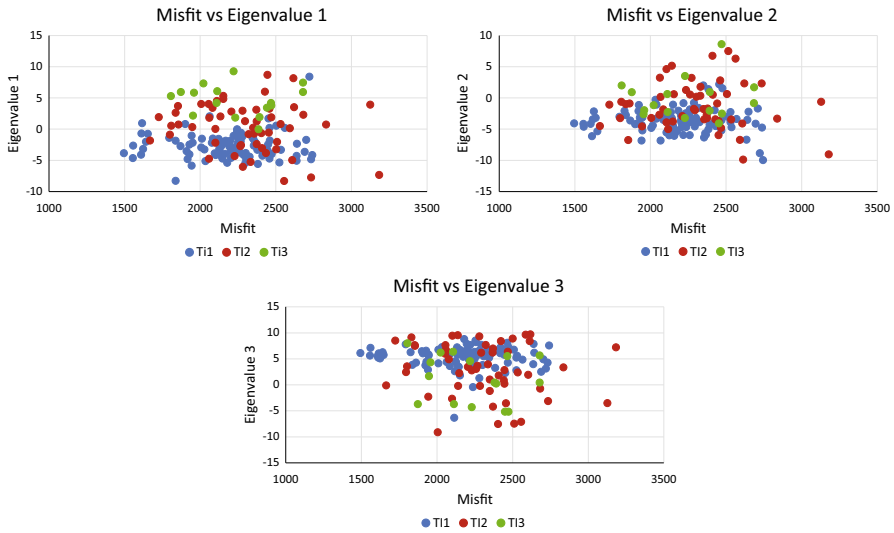 Misfit vs Eigenvalue 1
15
10
5
0
-5
-10
Eigenvalue 1
1000 1500 2000 2500 3000 3500
Misfit
Ti1 TI2 Ti3
Misfit vs Eigenvalue 2
15
10
5
0
-5
-10
-15
Eigenvalue 2
1000 1500 2000 2500 3000 3500
Misfit
TI1 TI2 TI3
Misfit vs Eigenvalue 3
15
10
5
0
-5
-10
-15
Eigenvalue 3
1000 1500 2000 2500 3000 3500
Misfit
TI1 TI2 TI3